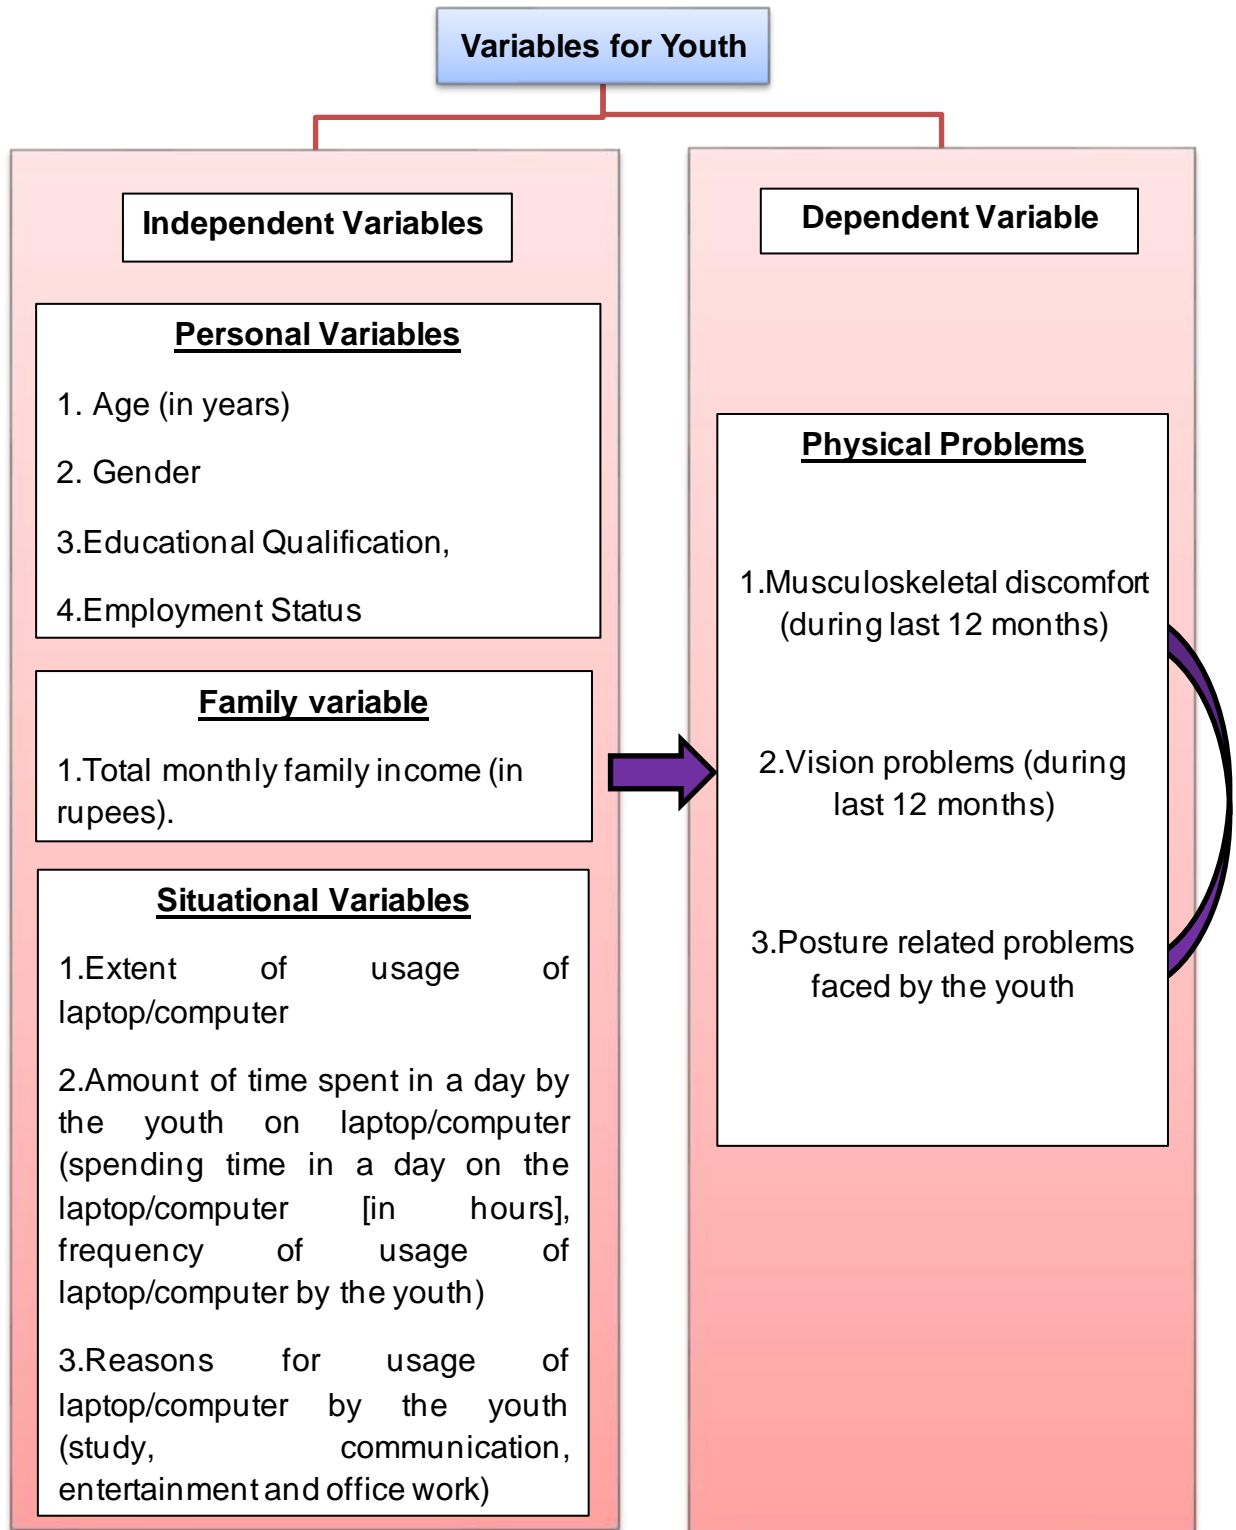 Variables for Youth
Independent Variables
Personal Variables
1. Age (in years)
2. Gender
3.Educational Qualification,
4.Employment Status
Family variable
1.Total monthly family income (in
rupees).
Situational Variables
1.Extent of usage of
laptop/computer
2.Amount of time spent in a day by
the youth on laptop/computer
(spending time in a day on the
laptop/computer [in hours],
frequency of usage of
laptop/computer by the youth)
3.Reasons for usage of
laptop/computer by the youth
(study, communication,
entertainment and office work)
Dependent Variable
Physical Problems
1.Musculoskeletal discomfort
(during last 12 months)
2.Vision problems (during
last 12 months)
3.Posture related problems
faced by the youth